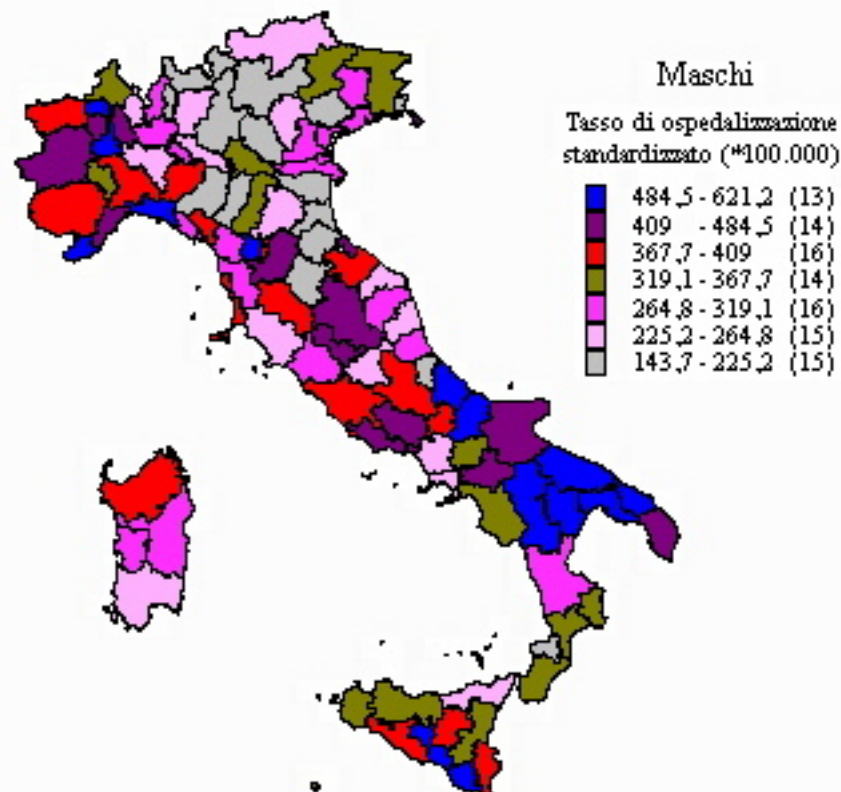 Maschi
Tasso di ospedalizzazione
standardizzato (*100.000)
484,5 - 621,2 (13)
409 - 484,5 (14)
367,7 - 409 (16)
319,1 - 367,7 (14)
264,8 - 319,1 (16)
225,2 - 264,8 (15)
143,7 - 225,2 (15)